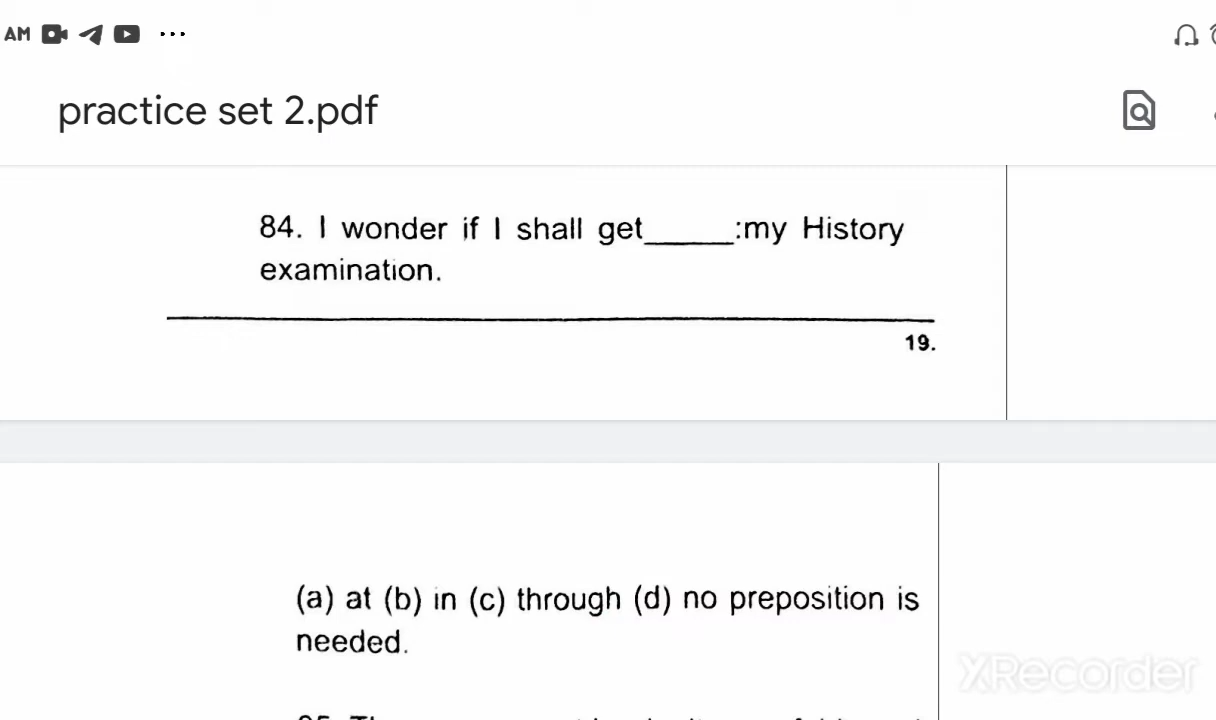 AM
practice set 2.pdf
84. I wonder if I shall get_____:my History
examination.
19.
(a) at (b) in (c) through (d) no preposition is
needed.
XRecorder